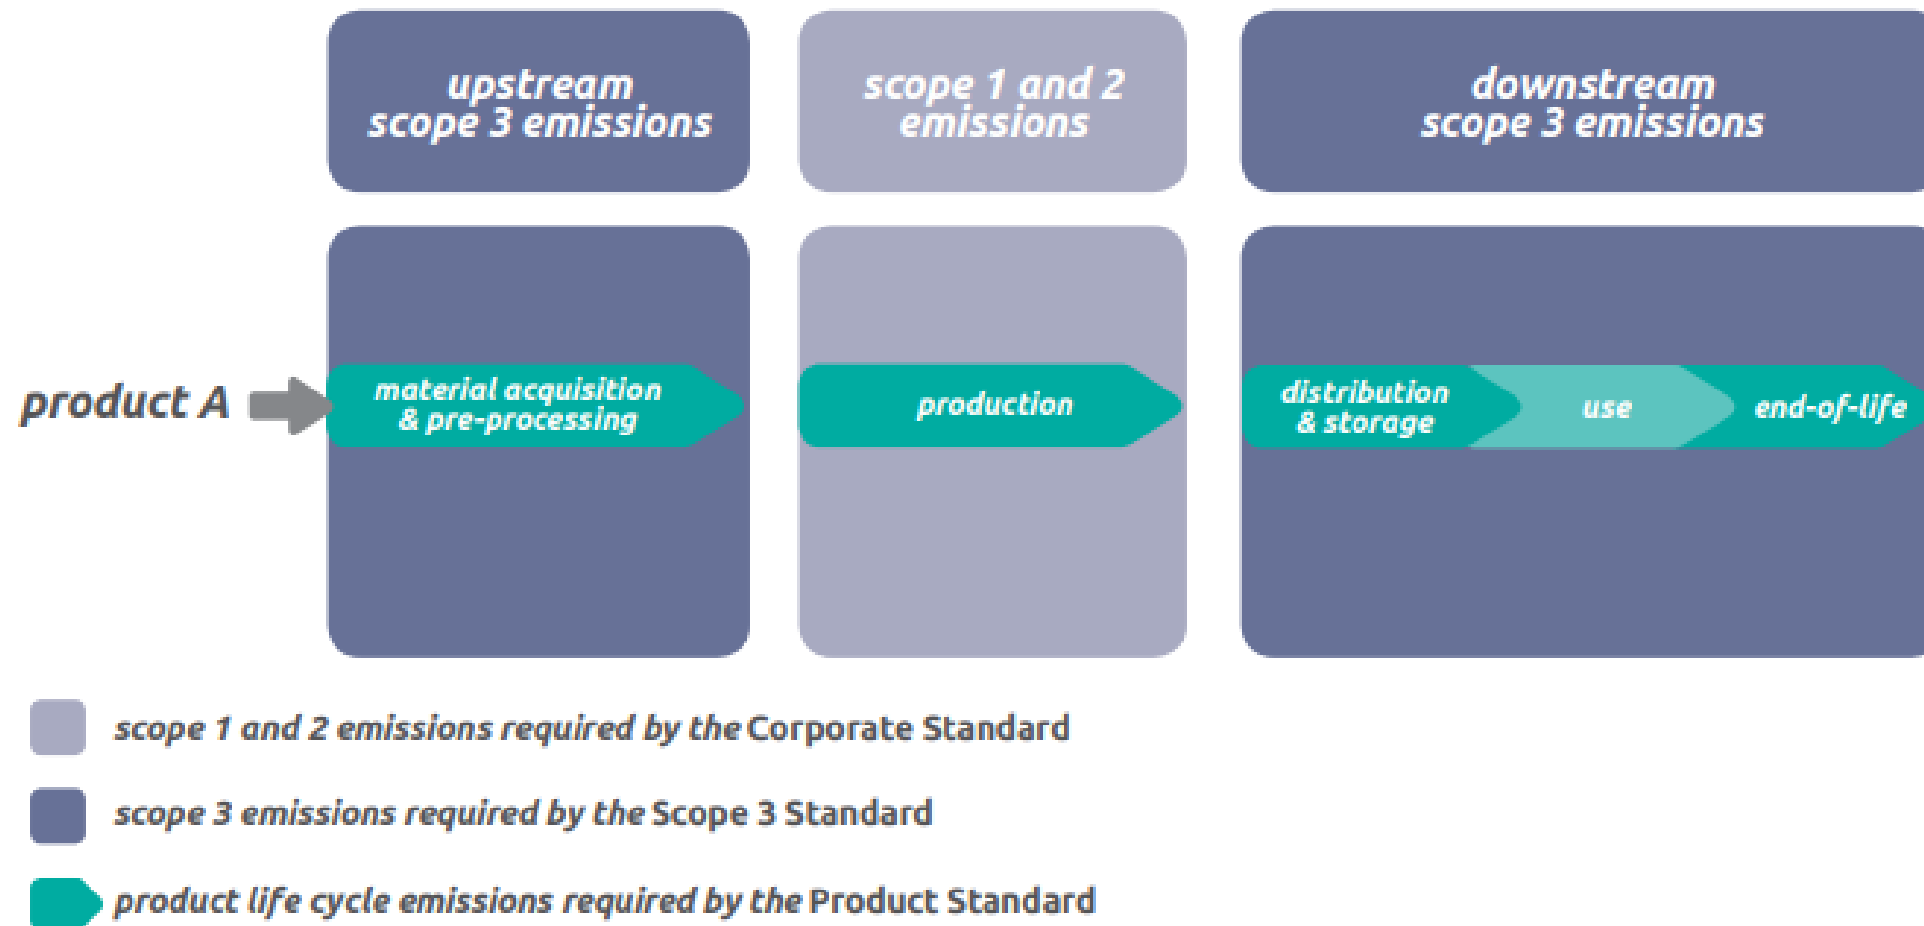 upstream
scope 3 emissions
scope 1 and 2
emissions
downstream
scope 3 emissions
product A
material acquisition
& pre-processing
production
distribution
& storage
use
end-of-life
scope 1 and 2 emissions required by the Corporate Standard
scope 3 emissions required by the Scope 3 Standard
product life cycle emissions required by the Product Standard